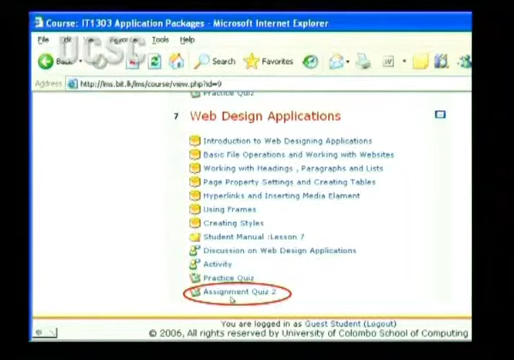 Course: IT1303 Application Packages - Microsoft Internet Explorer
File Favorites Tools Help
UCSC
Back Search Favorites
Address http://lms.bit.lk/lms/course/view.php?id=9
Practice Quiz
7 Web Design Applications
Introduction to Web Designing Applications
Basic File Operations and Working with Websites
Working with Headings , Paragraphs and Lists
Page Property Settings and Creating Tables
Hyperlinks and Inserting Media Element
Using Frames
Creating Styles
Student Manual :Lesson 7
Discussion on Web Design Applications
Activity
Practice Quiz
Assignment Quiz 2
You are logged in as Guest Student (Logout)
© 2006, All rights reserved by University of Colombo School of Computing